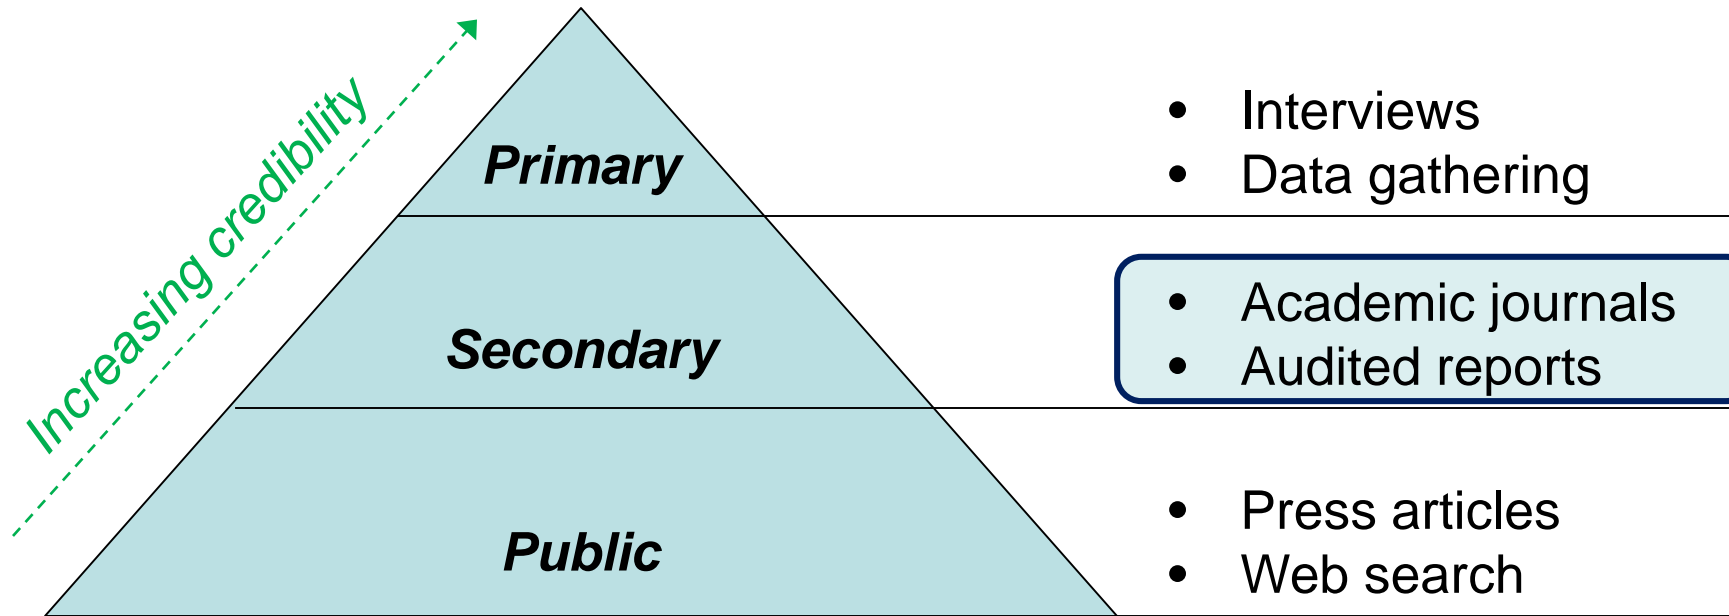 Increasing credibility
Primary
• Interviews
• Data gathering
Secondary
• Academic journals
• Audited reports
Public
• Press articles
• Web search